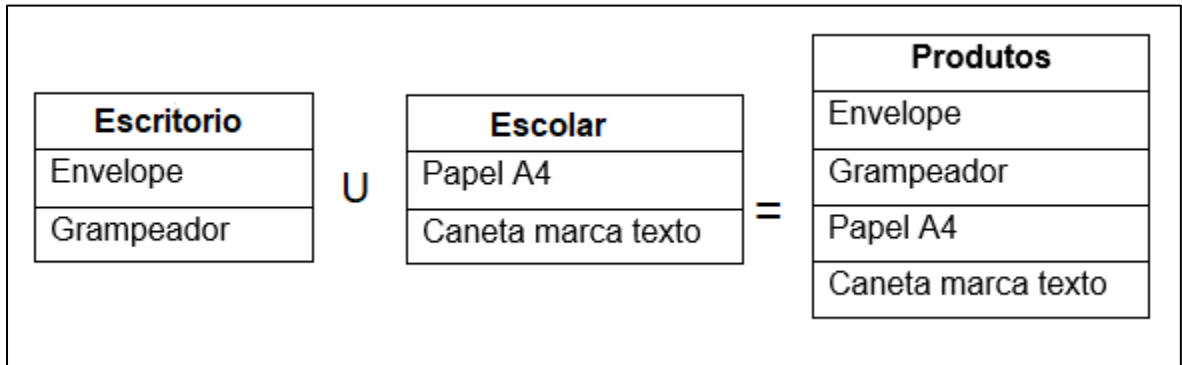 Escritorio
Envelope
Grampeador
U
Escolar
Papel A4
Caneta marca texto
=
Produtos
Envelope
Grampeador
Papel A4
Caneta marca texto